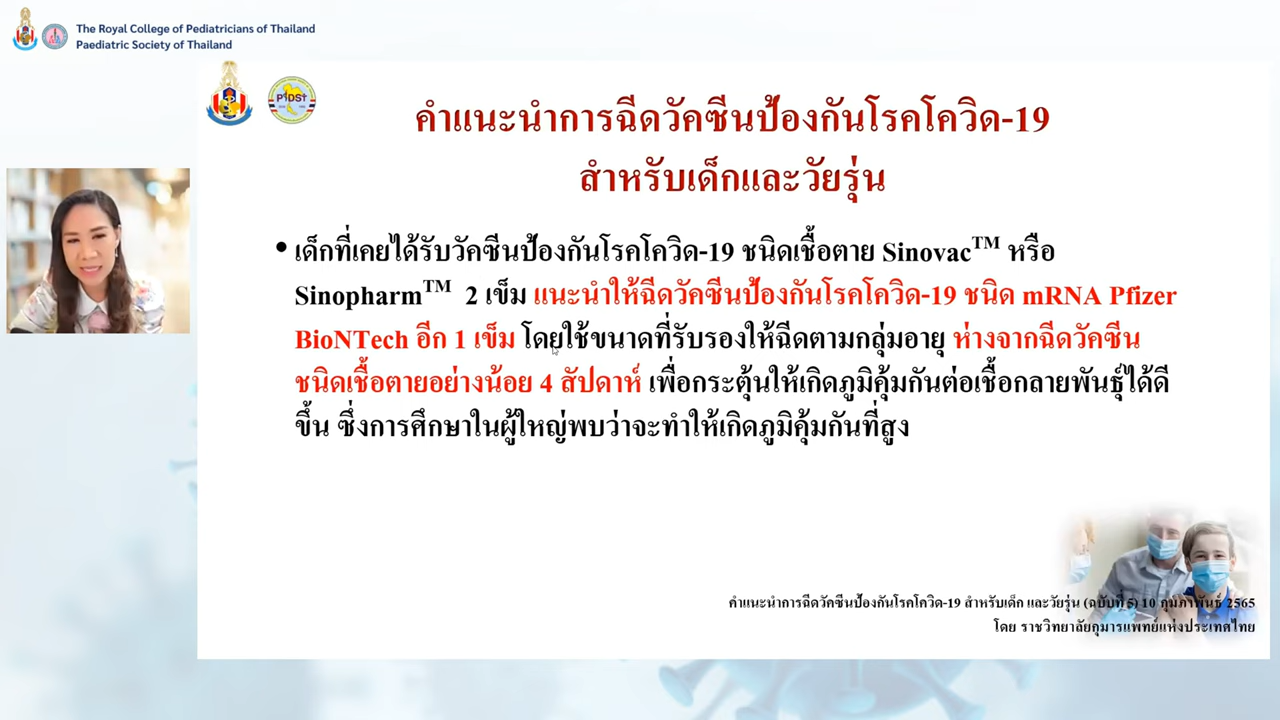 The Royal College of Pediatricians of Thailand
Paediatric Society of Thailand
PIDST
คำแนะนำการฉีดวัคซีนป้องกันโรคโควิด-19
สำหรับเด็กและวัยรุ่น
• เด็กที่เคยได้รับวัคซีนป้องกันโรคโควิด-19 ชนิดเชื้อตาย Sinovac™ หรือ
Sinopharm™ 2 เข็ม แนะนำให้ฉีดวัคซีนป้องกันโรคโควิด-19 ชนิด mRNA Pfizer
BioNTech อีก 1 เข็ม โดยใช้ขนาดที่รับรองให้ฉีดตามกลุ่มอายุ ห่างจากฉีดวัคซีน
ชนิดเชื้อตายอย่างน้อย 4 สัปดาห์ เพื่อกระตุ้นให้เกิดภูมิคุ้มกันต่อเชื้อกลายพันธุ์ได้ดี
ขึ้น ซึ่งการศึกษาในผู้ใหญ่พบว่าจะทำให้เกิดภูมิคุ้มกันที่สูง
คำแนะนำการฉีดวัคซีนป้องกันโรคโควิด-19 สำหรับเด็ก และวัยรุ่น (ฉบับที่ 5) 10 กุมภาพันธ์ 2565
โดย ราชวิทยาลัยกุมารแพทย์แห่งประเทศไทย